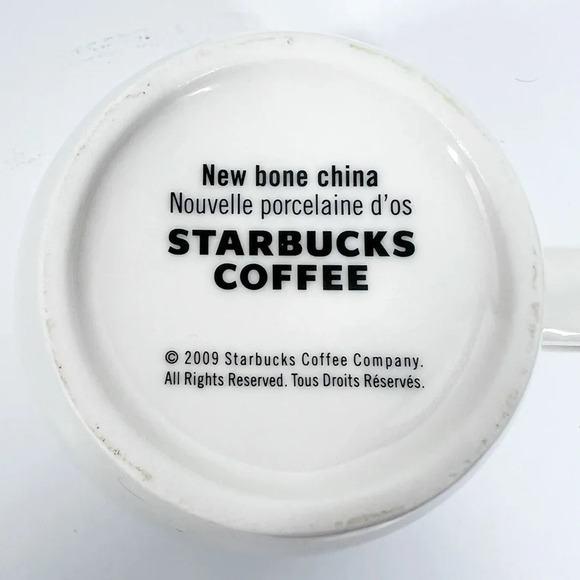 New bone china
Nouvelle porcelaine d'os
STARBUCKS
COFFEE
© 2009 Starbucks Coffee Company.
All Rights Reserved. Tous Droits Réservés.